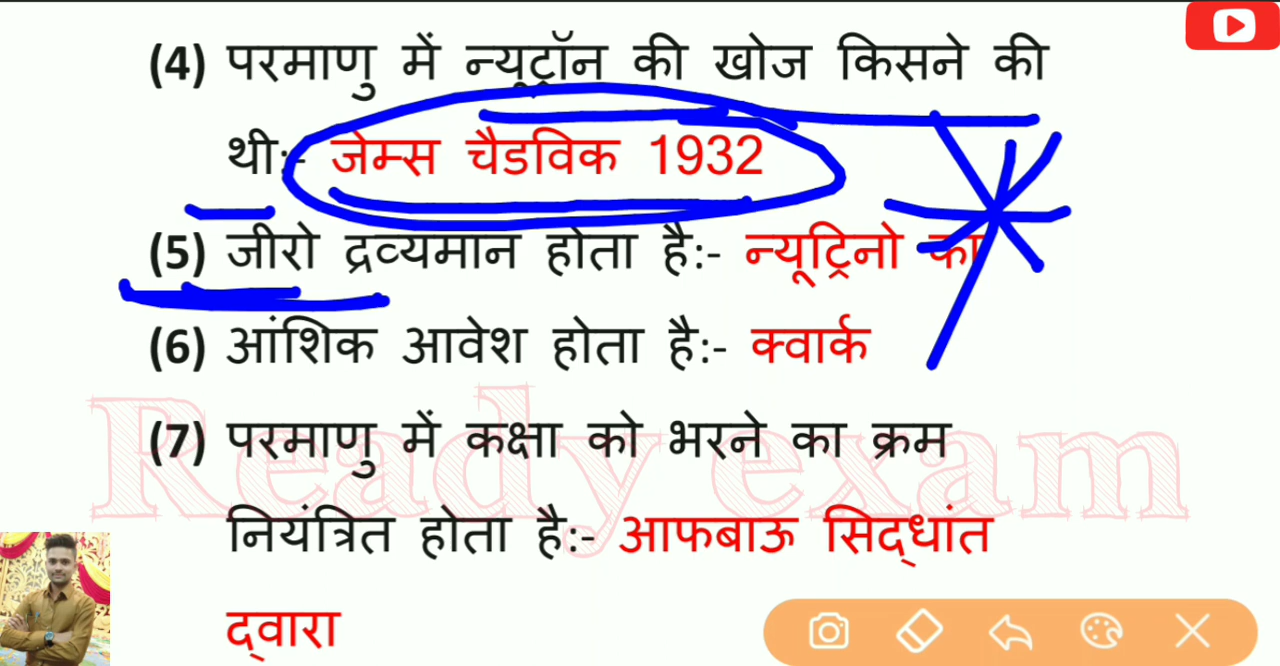 (4) परमाणु में न्यूट्रॉन की खोज किसने की
थी:- जेम्स चैडविक 1932
(5) जीरो द्रव्यमान होता है:- न्यूट्रिनो का
(6) आंशिक आवेश होता है:- क्वार्क
(7) परमाणु में कक्षा को भरने का क्रम
नियंत्रित होता है:- आफबाऊ सिद्धांत
द्वारा
Ready exam